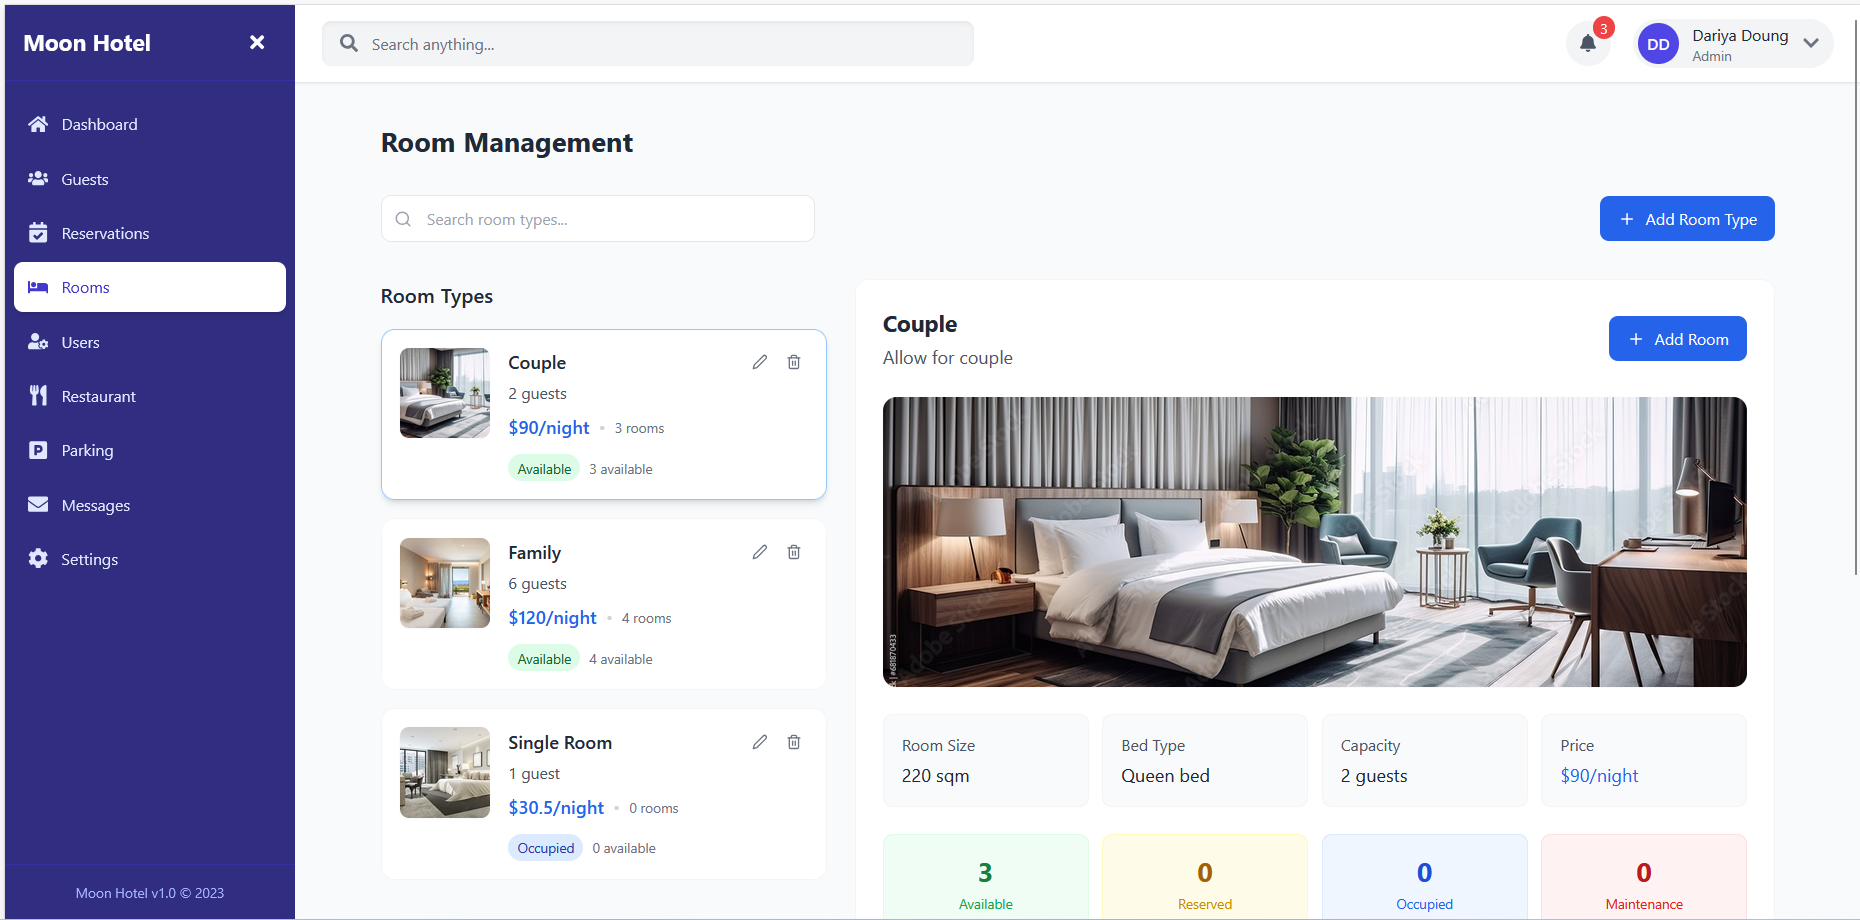 Moon Hotel
Dashboard
Guests
Reservations
Rooms
Users
Restaurant
Parking
Messages
Settings
Moon Hotel v1.0 © 2023
Search anything...
3
DD
Dariya Doung
Admin
Room Management
Search room types...
Add Room Type
Room Types
Couple
2 guests
$90/night • 3 rooms
Available 3 available
Family
6 guests
$120/night • 4 rooms
Available 4 available
Single Room
1 guest
$30.5/night • 0 rooms
Occupied 0 available
Couple
Allow for couple
Add Room
Adobe Stock
#681870433
Room Size
220 sqm
Bed Type
Queen bed
Capacity
2 guests
Price
$90/night
3
Available
0
Reserved
0
Occupied
0
Maintenance